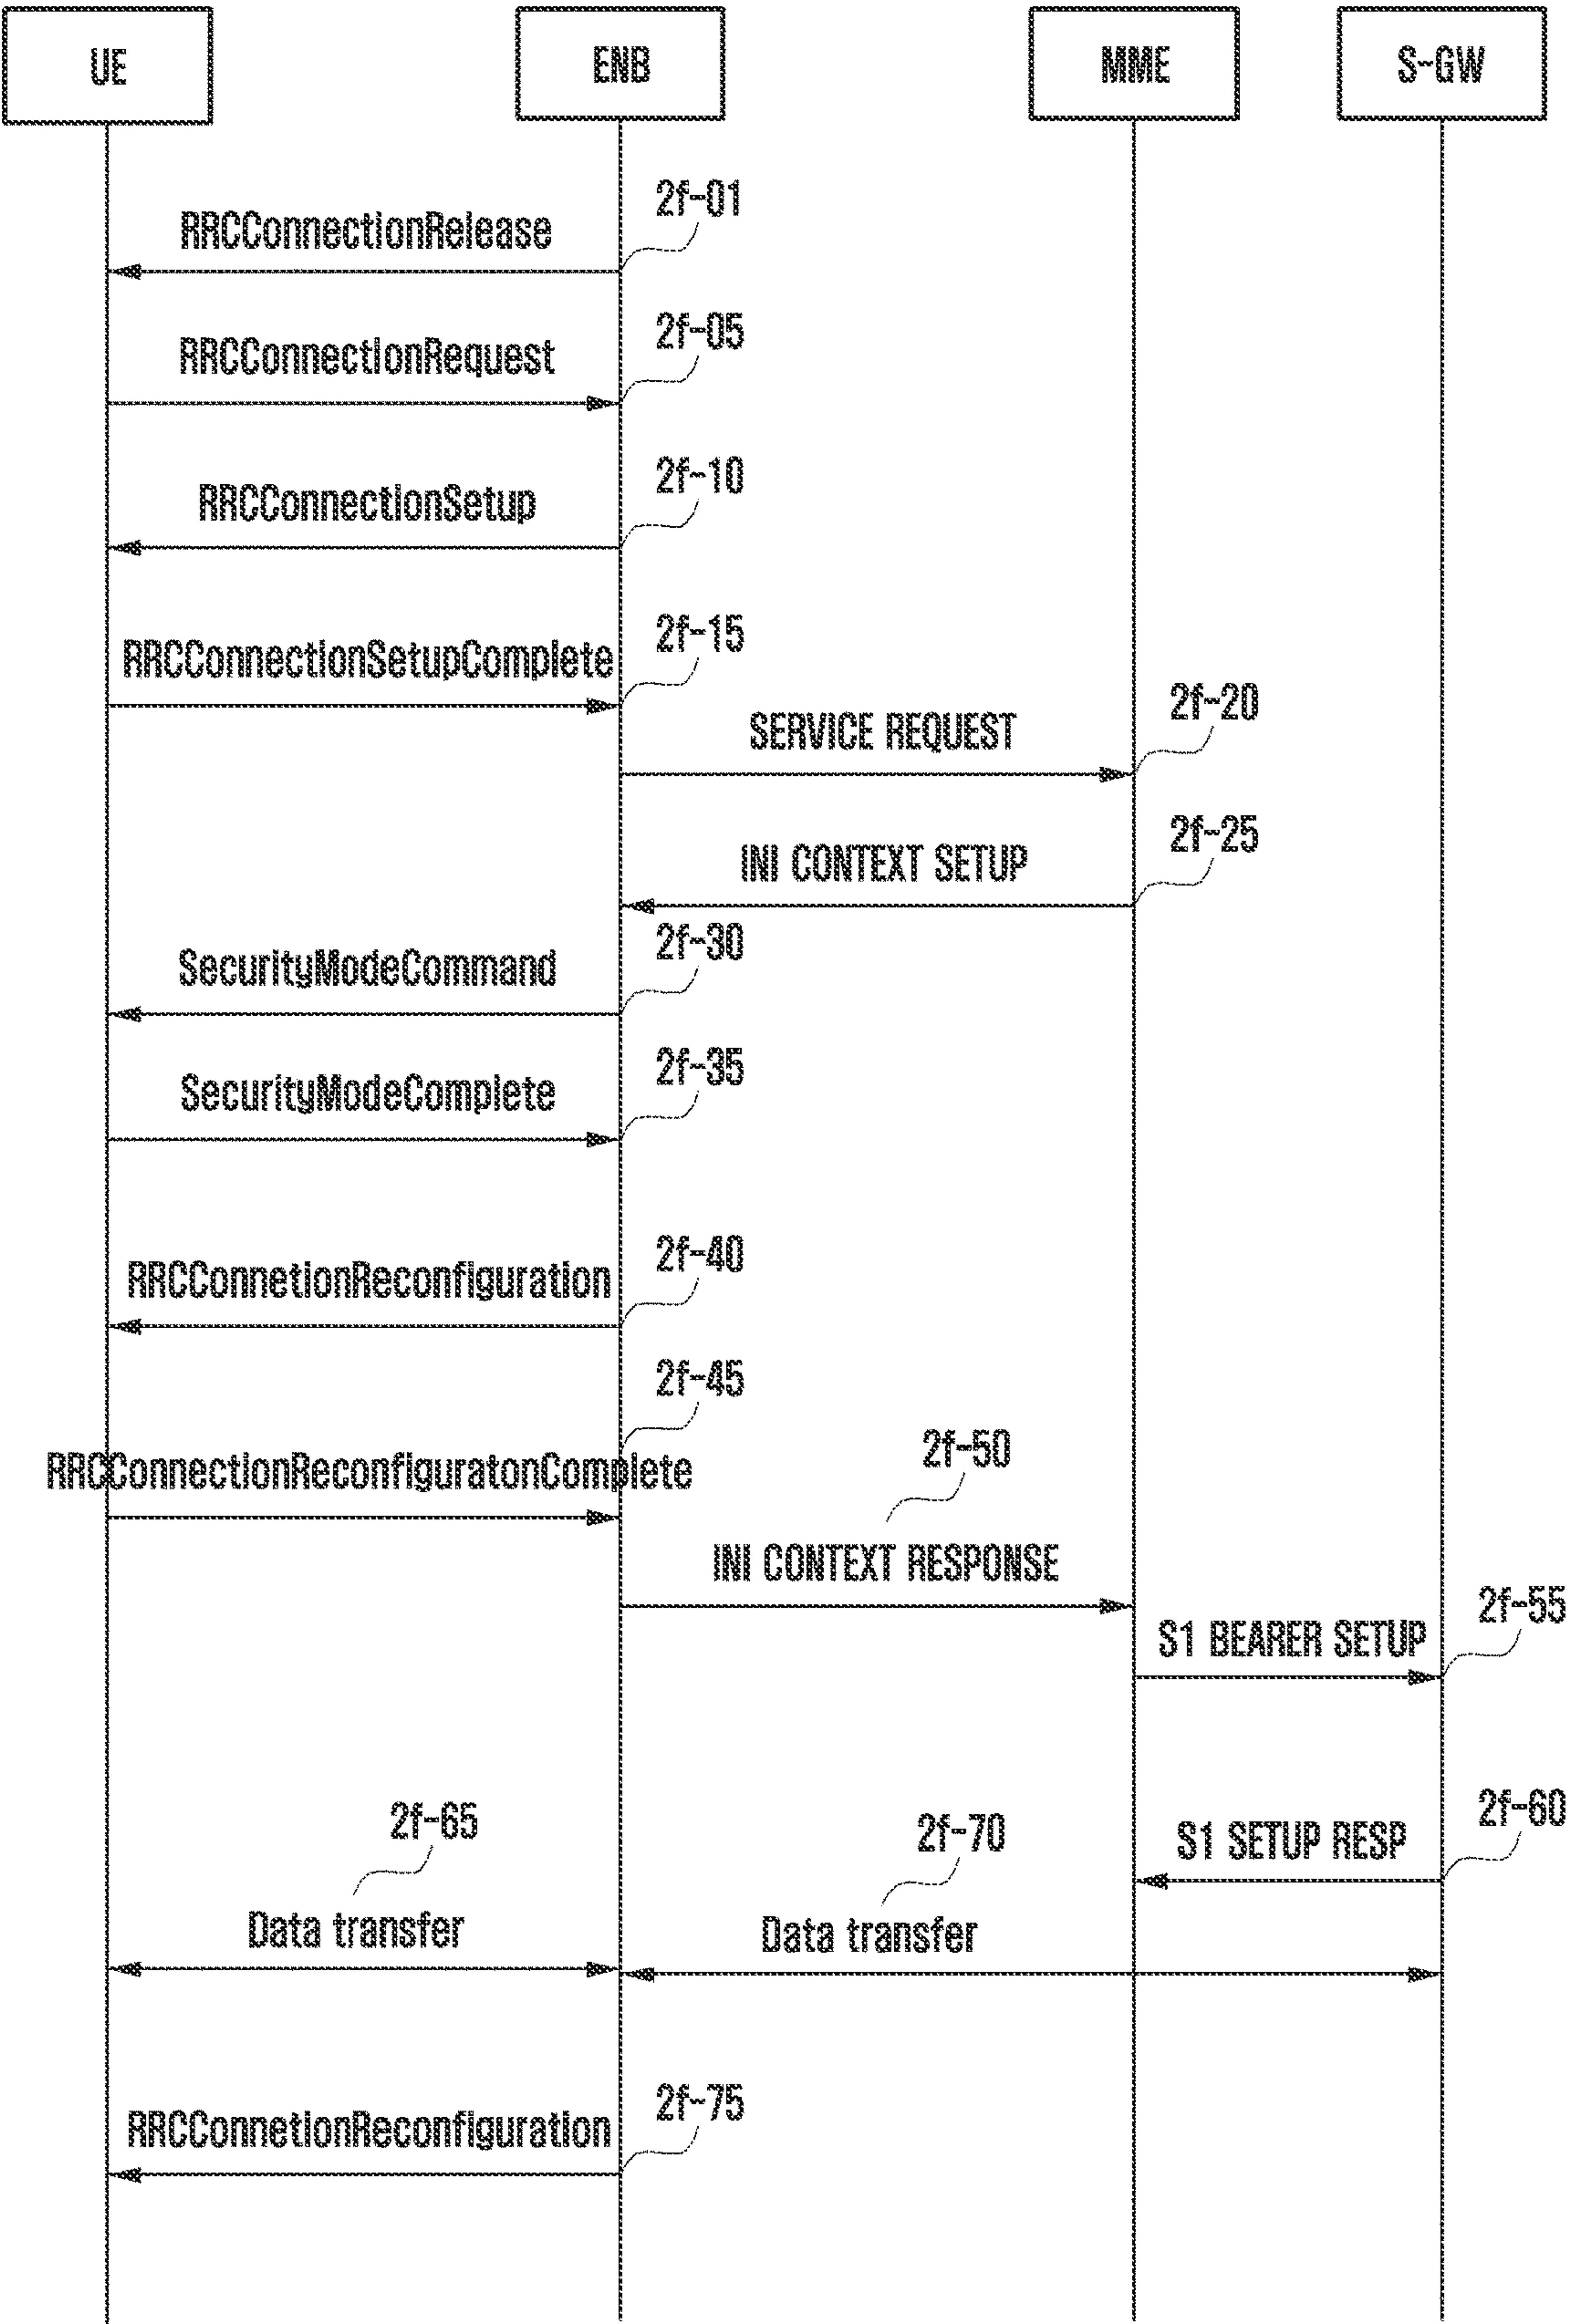 UE
ENB
MME
S-GW
2f-01
RRCConnectionRelease
2f-05
RRCConnectionRequest
2f-10
RRCConnectionSetup
2f-15
RRCConnectionSetupComplete
2f-20
SERVICE REQUEST
2f-25
INI CONTEXT SETUP
2f-30
SecurityModeCommand
2f-35
SecurityModeComplete
2f-40
RRCConnetionReconfiguration
2f-45
RRCConnectionReconfiguratonComplete
2f-50
INI CONTEXT RESPONSE
2f-55
S1 BEARER SETUP
2f-60
S1 SETUP RESP
2f-65
Data transfer
2f-70
Data transfer
2f-75
RRCConnetionReconfiguration